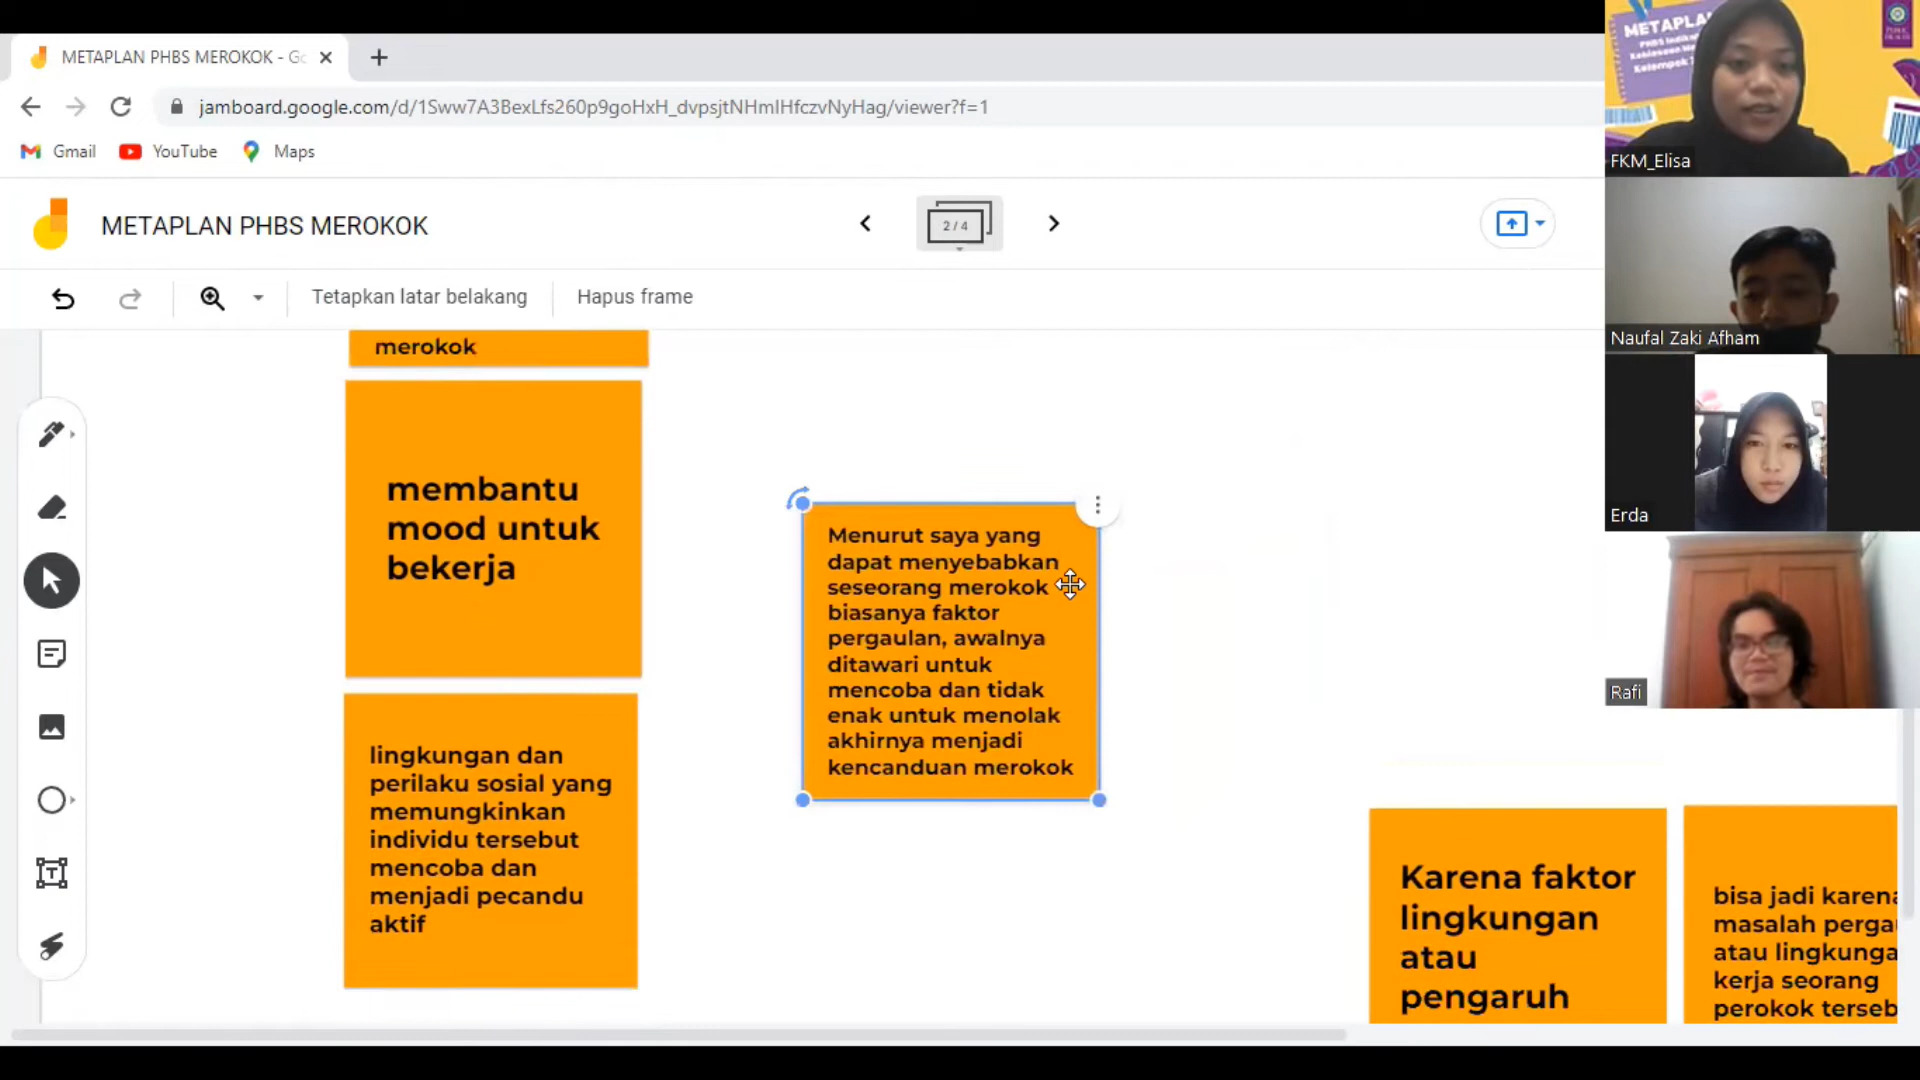 METAPLAN PHBS MEROKOK - Go
jamboard.google.com/d/1Sww7A3BexLfs260p9goHxH_dvpsjtNHmIHfczvNyHag/viewer?f=1
Gmail
YouTube
Maps
METAPLAN PHBS MEROKOK
2 / 4
Tetapkan latar belakang
Hapus frame
merokok
membantu
mood untuk
bekerja
lingkungan dan
perilaku sosial yang
memungkinkan
individu tersebut
mencoba dan
menjadi pecandu
aktif
Menurut saya yang
dapat menyebabkan
seseorang merokok
biasanya faktor
pergaulan, awalnya
ditawari untuk
mencoba dan tidak
enak untuk menolak
akhirnya menjadi
kencanduan merokok
Karena faktor
lingkungan
atau
pengaruh
bisa jadi karena
masalah perga
atau lingkunga
kerja seorang
perokok terseb
METAPLA
Kelompok
FKM_Elisa
Naufal Zaki Afham
Erda
Rafi